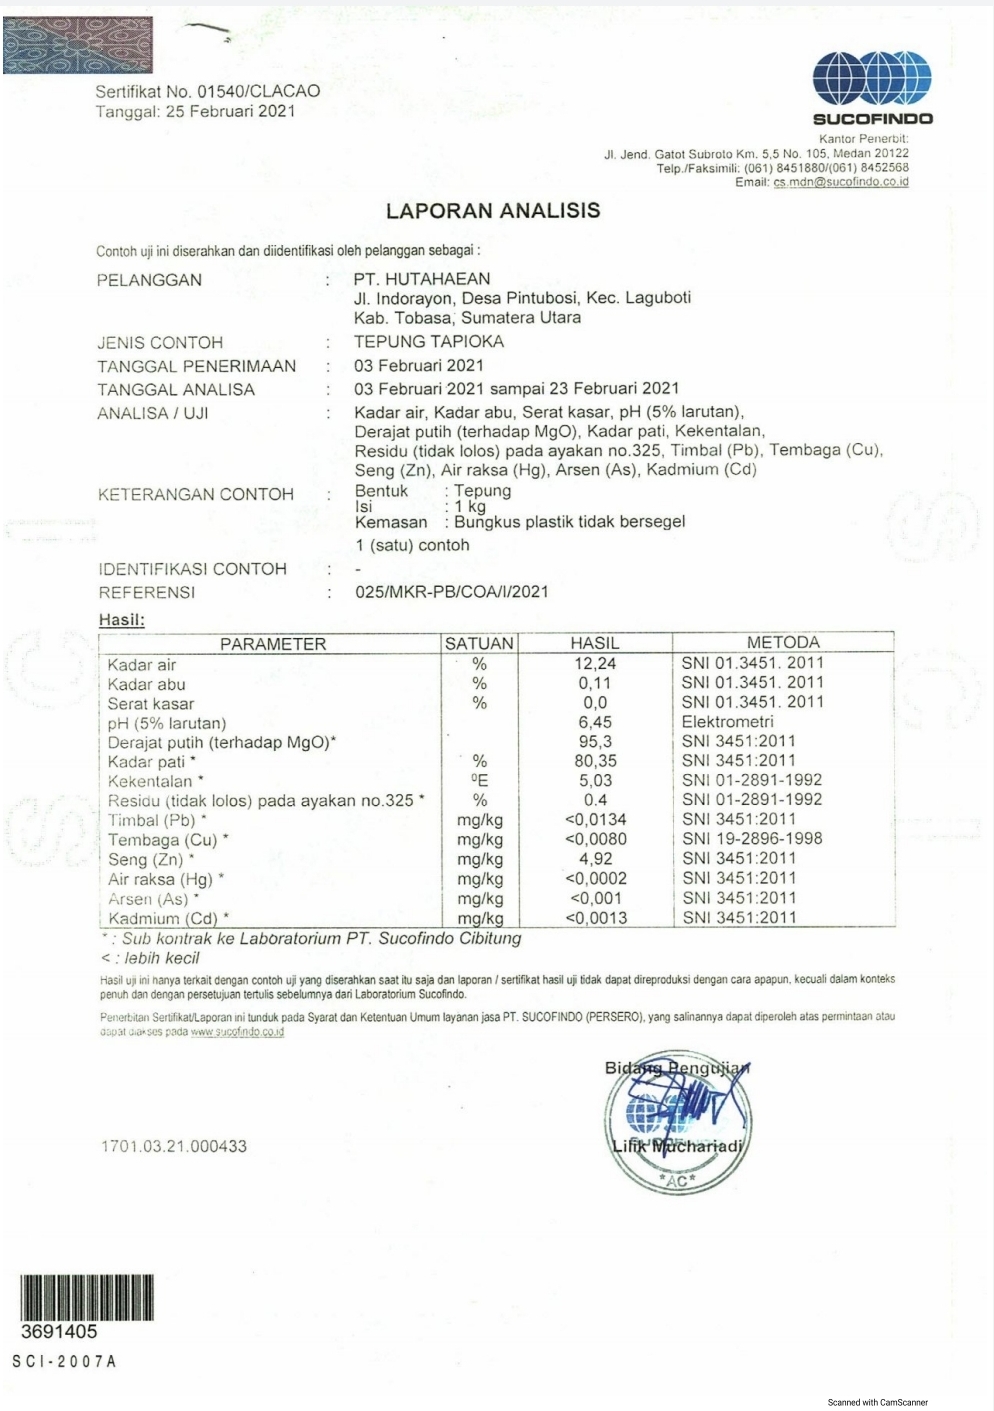 Sertifikat No. 01540/CLACAO
Tanggal: 25 Februari 2021
SUCOFINDO
Kantor Penerbit:
Jl. Jend. Gatot Subroto Km. 5,5 No. 105, Medan 20122
Telp./Faksimili: (061) 8451880/(061) 8452568
Email: cs.mdn@sucofindo.co.id
LAPORAN ANALISIS
Contoh uji ini diserahkan dan diidentifikasi oleh pelanggan sebagai :
PELANGGAN : PT. HUTAHAEAN
Jl. Indorayon, Desa Pintubosi, Kec. Laguboti
Kab. Tobasa, Sumatera Utara
JENIS CONTOH : TEPUNG TAPIOKA
TANGGAL PENERIMAAN : 03 Februari 2021
TANGGAL ANALISA : 03 Februari 2021 sampai 23 Februari 2021
ANALISA / UJI : Kadar air, Kadar abu, Serat kasar, pH (5% larutan),
Derajat putih (terhadap MgO), Kadar pati, Kekentalan,
Residu (tidak lolos) pada ayakan no.325, Timbal (Pb), Tembaga (Cu),
Seng (Zn), Air raksa (Hg), Arsen (As), Kadmium (Cd)
KETERANGAN CONTOH : Bentuk : Tepung
Isi : 1 kg
Kemasan : Bungkus plastik tidak bersegel
1 (satu) contoh
IDENTIFIKASI CONTOH : -
REFERENSI : 025/MKR-PB/COA/I/2021
Hasil:
PARAMETER SATUAN HASIL METODA
Kadar air % 12,24 SNI 01.3451. 2011
Kadar abu % 0,11 SNI 01.3451. 2011
Serat kasar % 0,0 SNI 01.3451. 2011
pH (5% larutan) 6,45 Elektrometri
Derajat putih (terhadap MgO)* 95,3 SNI 3451:2011
Kadar pati * % 80,35 SNI 3451:2011
Kekentalan * ºE 5,03 SNI 01-2891-1992
Residu (tidak lolos) pada ayakan no.325 * % 0.4 SNI 01-2891-1992
Timbal (Pb) * mg/kg <0,0134 SNI 3451:2011
Tembaga (Cu) * mg/kg <0,0080 SNI 19-2896-1998
Seng (Zn) * mg/kg 4,92 SNI 3451:2011
Air raksa (Hg) * mg/kg <0,0002 SNI 3451:2011
Arsen (As) * mg/kg <0,001 SNI 3451:2011
Kadmium (Cd) * mg/kg <0,0013 SNI 3451:2011
* : Sub kontrak ke Laboratorium PT. Sucofindo Cibitung
< : lebih kecil
Hasil uji ini hanya terkait dengan contoh uji yang diserahkan saat itu saja dan laporan / sertifikat hasil uji tidak dapat direproduksi dengan cara apapun, kecuali dalam konteks
penuh dan dengan persetujuan tertulis sebelumnya dari Laboratorium Sucofindo.
Penerbitan Sertifikat/Laporan ini tunduk pada Syarat dan Ketentuan Umum layanan jasa PT. SUCOFINDO (PERSERO), yang salinannya dapat diperoleh atas permintaan atau
dapat diakses pada www.sucofindo.co.id
Bidang Pengujian
Lilik Muchariadi
*AC*
1701.03.21.000433
3691405
SCI-2007A
Scanned with CamScanner